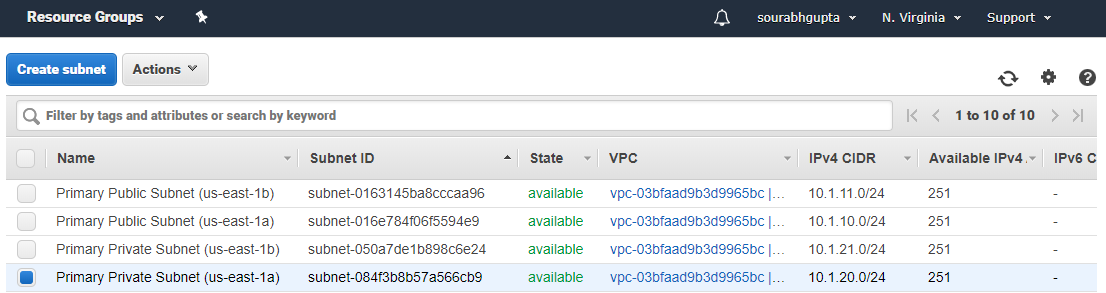 Resource Groups sourabhgupta N. Virginia Support
Create subnet Actions
Filter by tags and attributes or search by keyword 1 to 10 of 10
Name Subnet ID State VPC IPv4 CIDR Available IPv4 IPv6 C
Primary Public Subnet (us-east-1b) subnet-0163145ba8cccaa96 available vpc-03bfaad9b3d9965bc |... 10.1.11.0/24 251 -
Primary Public Subnet (us-east-1a) subnet-016e784f06f5594e9 available vpc-03bfaad9b3d9965bc |... 10.1.10.0/24 251 -
Primary Private Subnet (us-east-1b) subnet-050a7de1b898c6e24 available vpc-03bfaad9b3d9965bc |... 10.1.21.0/24 251 -
Primary Private Subnet (us-east-1a) subnet-084f3b8b57a566cb9 available vpc-03bfaad9b3d9965bc |... 10.1.20.0/24 251 -